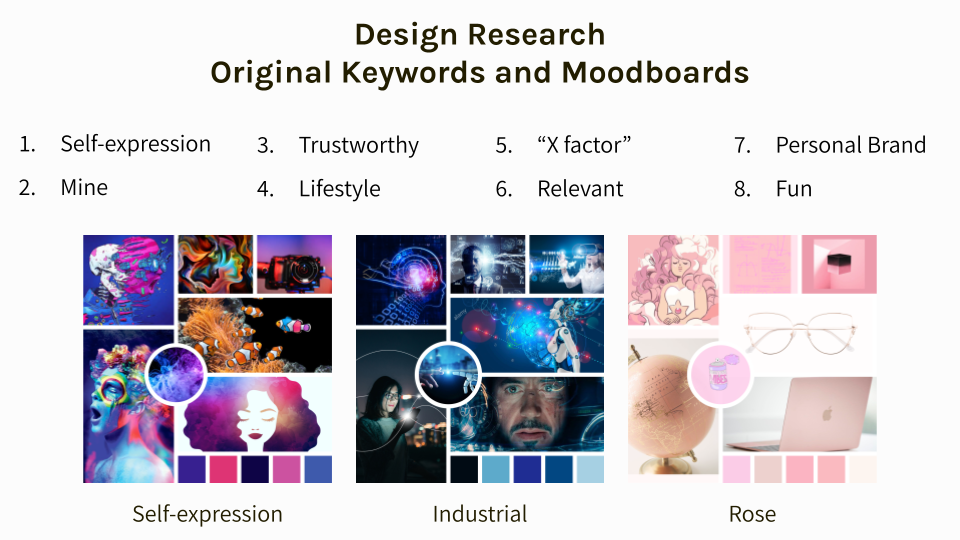 Design Research
Original Keywords and Moodboards
1. Self-expression
2. Mine
3. Trustworthy
4. Lifestyle
5. “X factor”
6. Relevant
7. Personal Brand
8. Fun
Self-expression
Industrial
Rose